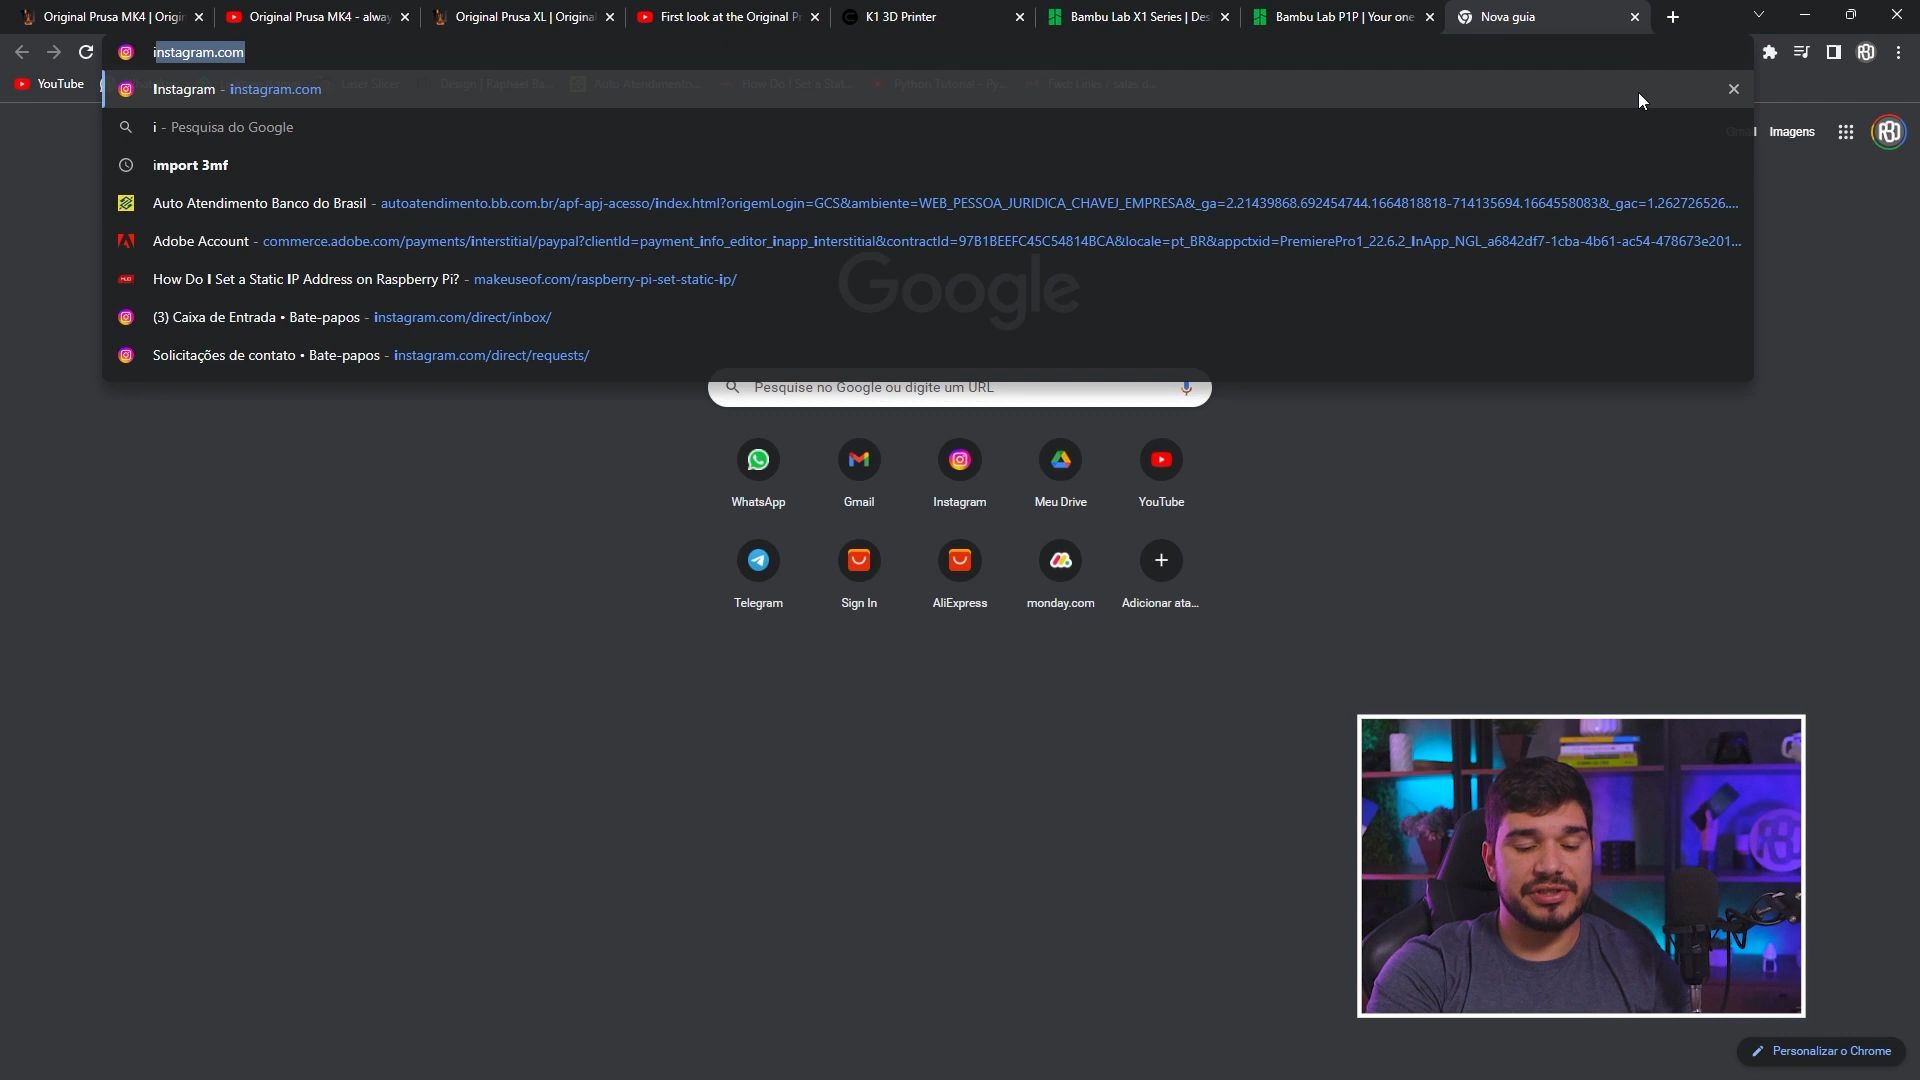 Original Prusa MK4 | Origi
Original Prusa MK4 - alway
Original Prusa XL | Origina
First look at the Original P
K1 3D Printer
Bambu Lab X1 Series | Des
Bambu Lab P1P | Your one
Nova guia
instagram.com
YouTube
Instagram - instagram.com
i - Pesquisa do Google
Imagens
import 3mf
Auto Atendimento Banco do Brasil - autoatendimento.bb.com.br/apf-apj-acesso/index.html?origemLogin=GCS&ambiente=WEB_PESSOA_JURIDICA_CHAVEJ_EMPRESA&_ga=2.21439868.692454744.1664818818-714135694.1664558083&_gac=1.262726526....
Adobe Account - commerce.adobe.com/payments/interstitial/paypal?clientId=payment_info_editor_inapp_interstitial&contractId=97B1BEEFC45C54814BCA&locale=pt_BR&appctxid=PremierePro1_22.6.2_InApp_NGL_a6842df7-1cba-4b61-ac54-478673e201...
How Do I Set a Static IP Address on Raspberry Pi? - makeuseof.com/raspberry-pi-set-static-ip/
Google
(3) Caixa de Entrada • Bate-papos - instagram.com/direct/inbox/
Solicitações de contato • Bate-papos - instagram.com/direct/requests/
Pesquise no Google ou digite um URL
WhatsApp
Gmail
Instagram
Meu Drive
YouTube
Telegram
Sign In
AliExpress
monday.com
Adicionar ata...
Personalizar o Chrome